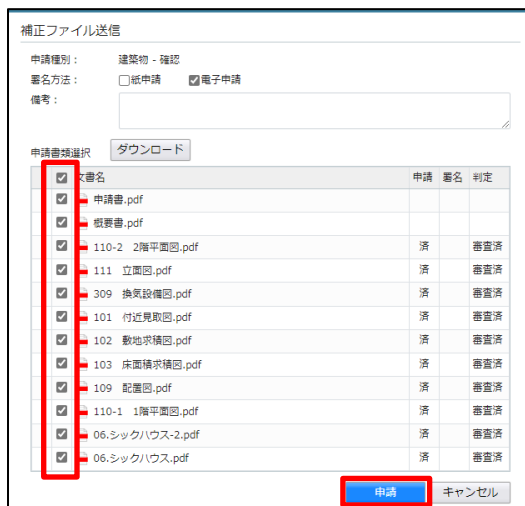 補正ファイル送信
申請種別： 建築物 - 確認
署名方法： 紙申請 電子申請
備考：
申請書類選択 ダウンロード
文書名 申請 署名 判定
申請書.pdf
概要書.pdf
110-2 2階平面図.pdf 済 審査済
111 立面図.pdf 済 審査済
309 換気設備図.pdf 済 審査済
101 付近見取図.pdf 済 審査済
102 敷地求積図.pdf 済 審査済
103 床面積求積図.pdf 済 審査済
109 配置図.pdf 済 審査済
110-1 1階平面図.pdf 済 審査済
06.シックハウス-2.pdf 済 審査済
06.シックハウス.pdf 済 審査済
申請 キャンセル